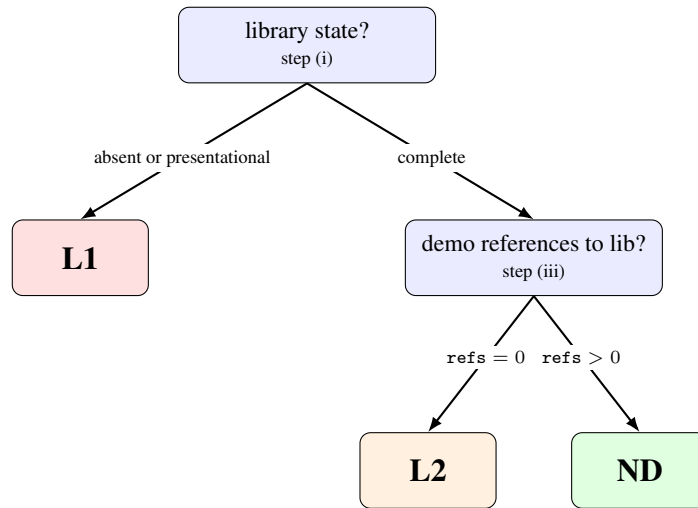 library state?
step (i)
absent or presentational
complete
L1
demo references to lib?
step (iii)
refs = 0
refs > 0
L2
ND